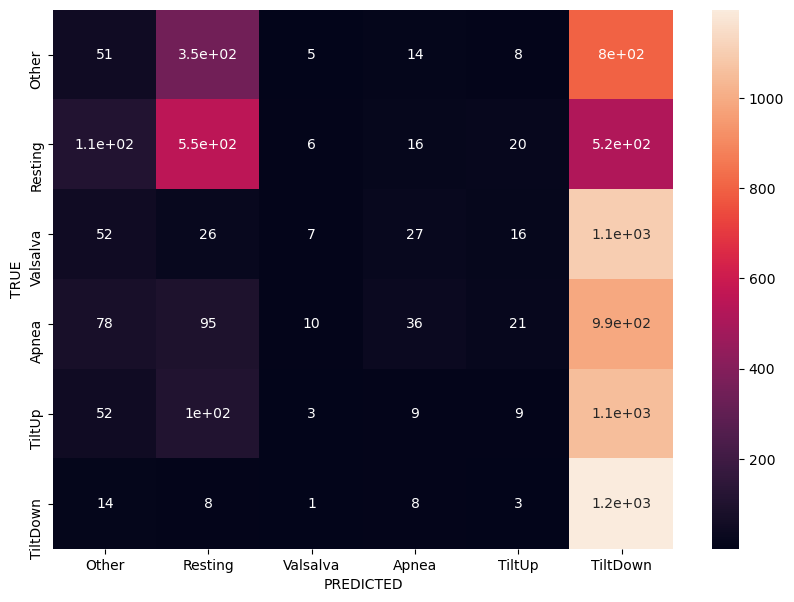 51 3.5e+02 5 14 8 8e+02
1.1e+02 5.5e+02 6 16 20 5.2e+02
52 26 7 27 16 1.1e+03
78 95 10 36 21 9.9e+02
52 1e+02 3 9 9 1.1e+03
14 8 1 8 3 1.2e+03
Other
Resting
Valsalva
Apnea
TiltUp
TiltDown
TRUE
Other Resting Valsalva Apnea TiltUp TiltDown
PREDICTED
1000
800
600
400
200